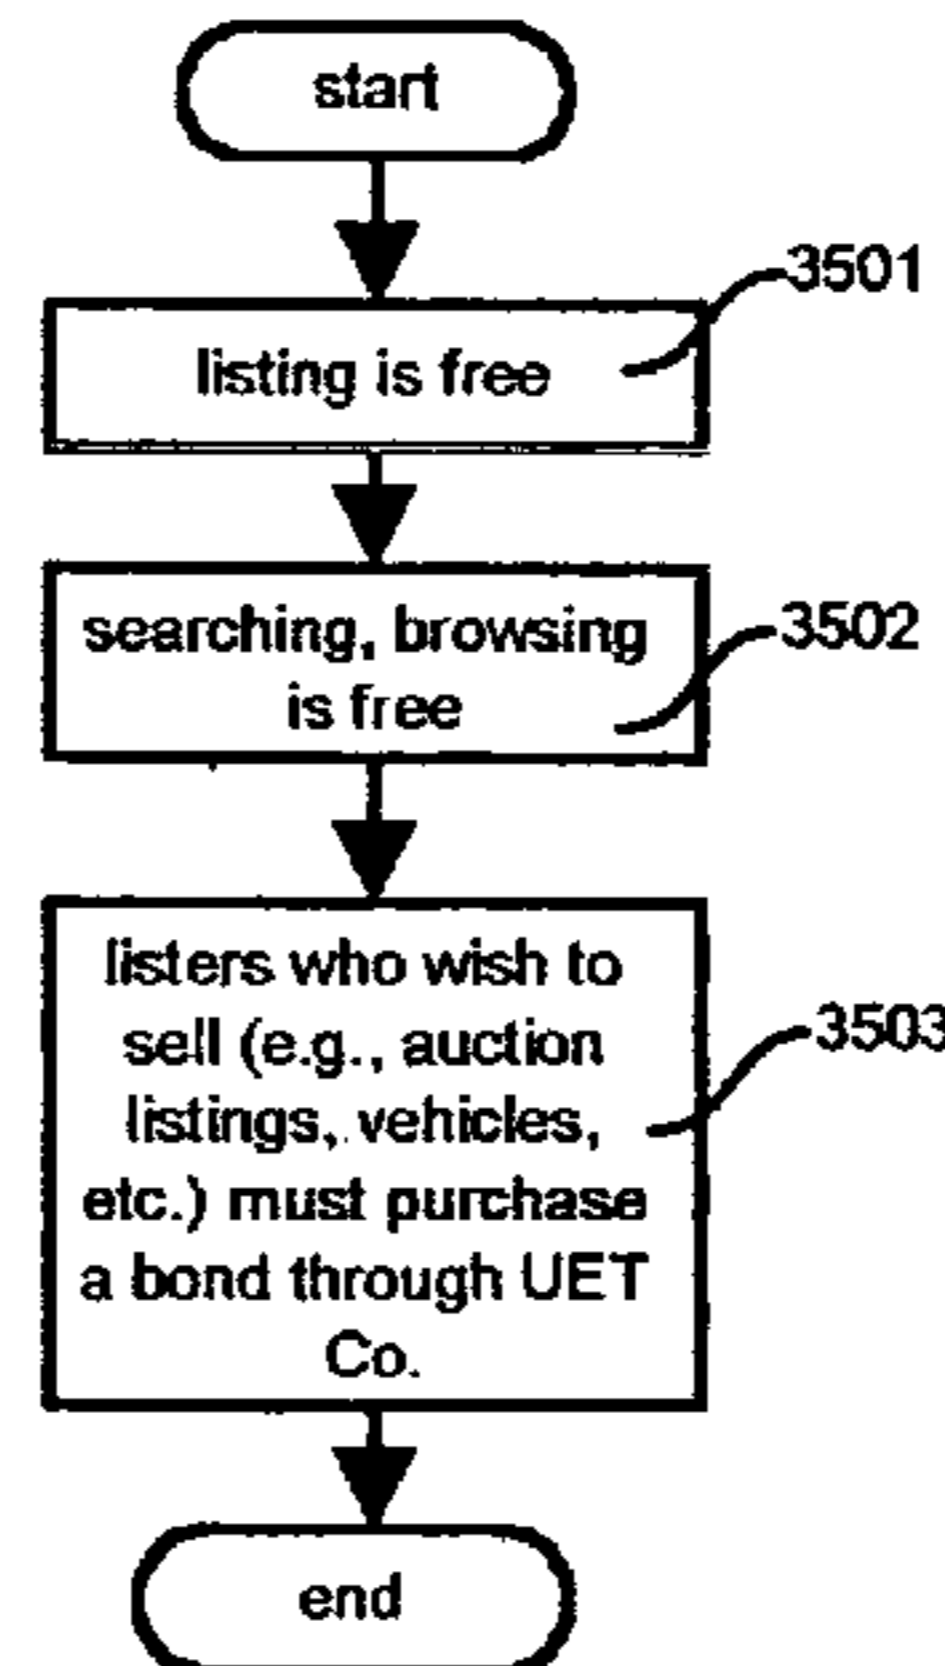 start
3501
listing is free
3502
searching, browsing
is free
listers who wish to
sell (e.g., auction
3503
listings, vehicles,
etc.) must purchase
a bond through UET
Co.
end